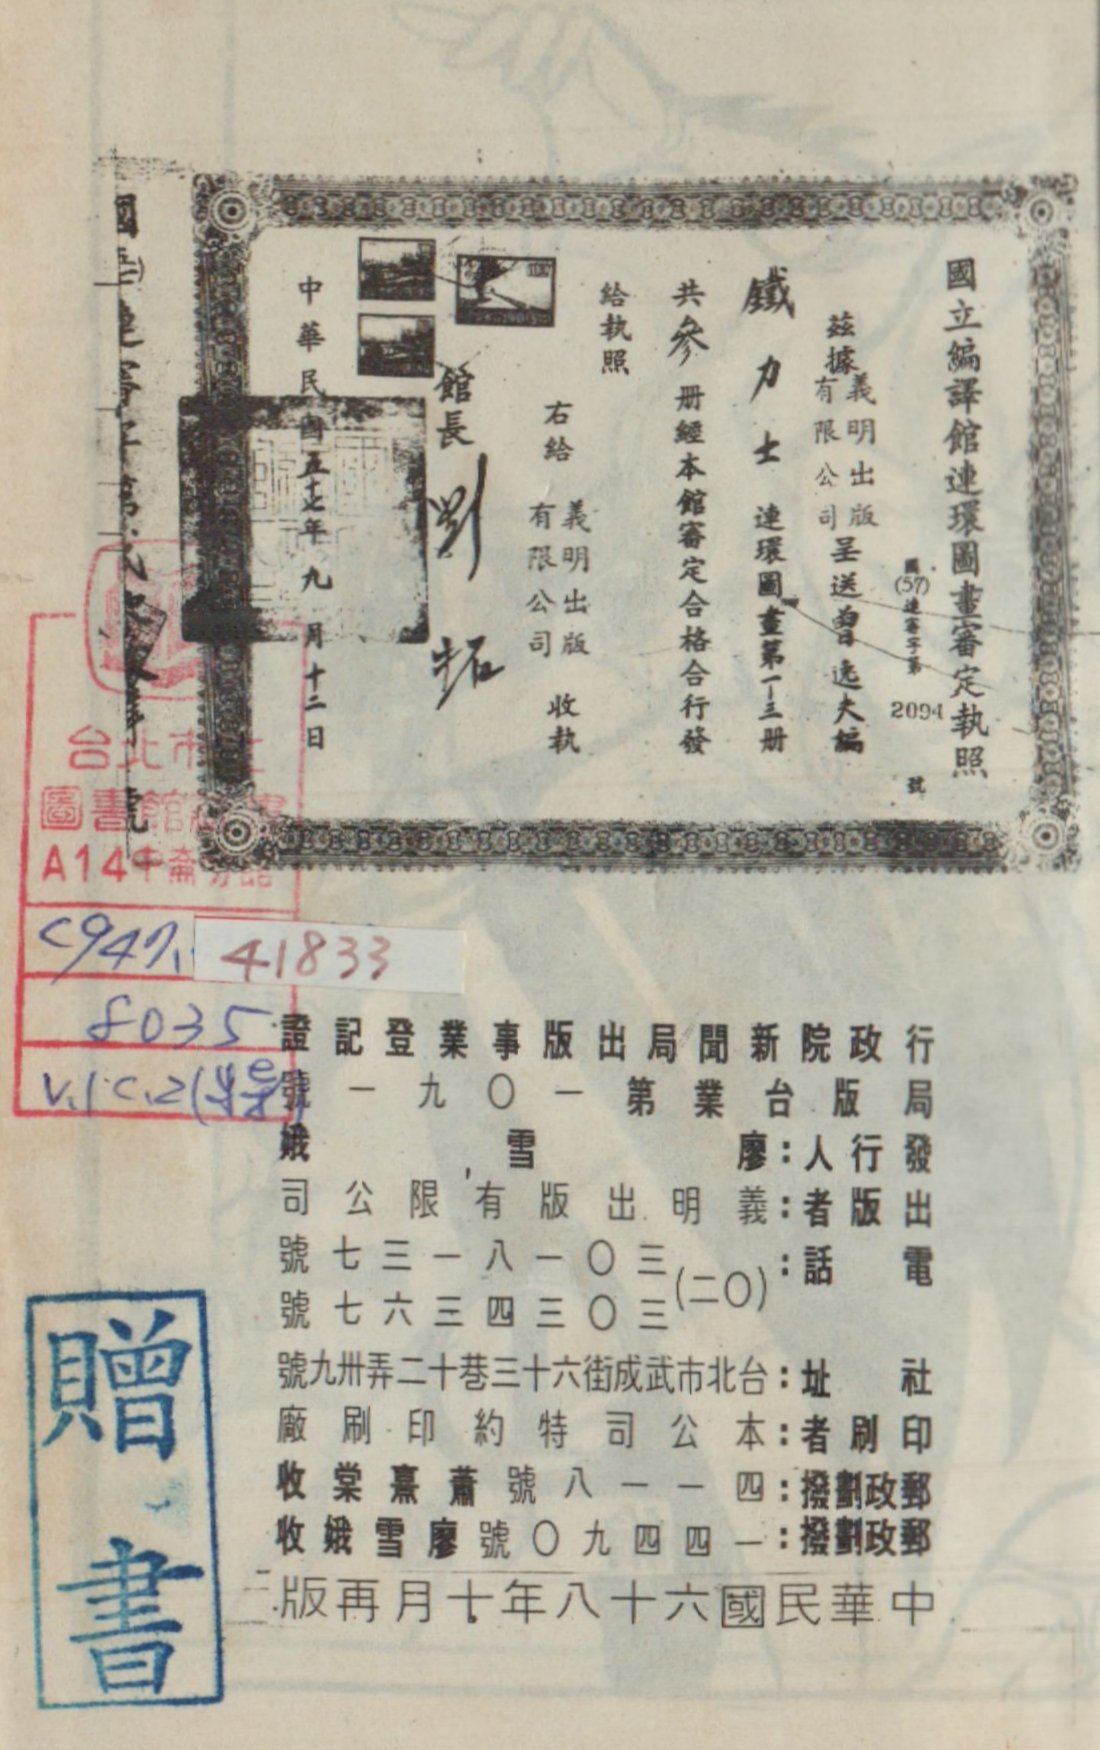 國立編譯館連環圖畫審定執照
國(57)連審字第 2094 號
茲據義明出版有限公司呈送曾逸夫編
鐵力士連環圖畫第一—三冊
共參冊經本館審定合格合行發
給執照
右給義明出版有限公司收執
館長 劉拓
中華民國五十七年九月十二日
台北市立
圖書館
A14中崙分館
C947.
41833
8035
V.1 C.2
行政院新聞局出版事業登記證
局版台業第一〇九一號
發行人：廖雪娥
出版者：義明出版有限公司
電話：(〇二)三〇一八一三七號
三〇三四三六七號
社址：台北市武成街六十三巷十二弄卅九號
印刷者：本公司特約印刷廠
郵政劃撥：四一一八號蕭熹棠收
郵政劃撥：一四四九〇號廖雪娥收
中華民國六十八年十月再版
贈書